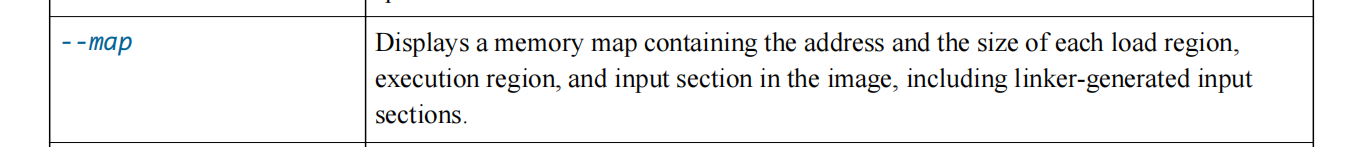 --map
Displays a memory map containing the address and the size of each load region,
execution region, and input section in the image, including linker-generated input
sections.